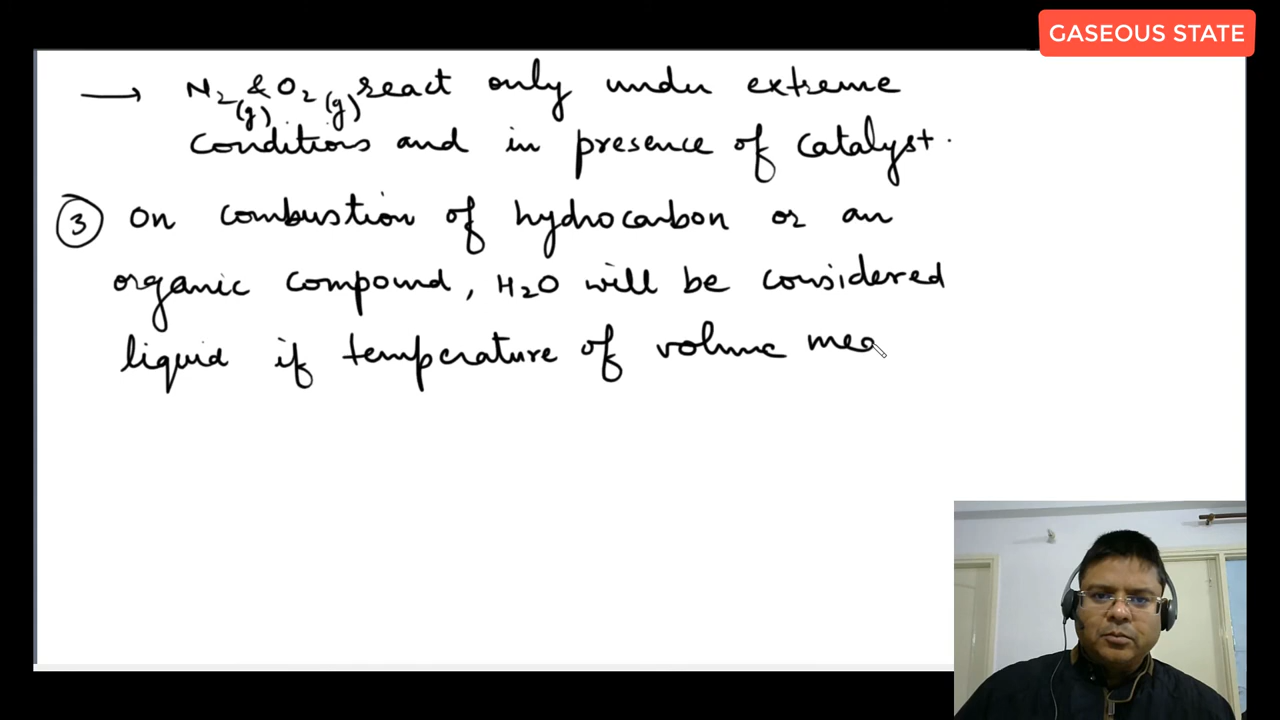 GASEOUS STATE
→ N₂(g) & O₂(g) react only under extreme
conditions and in presence of catalyst.
③ On combustion of hydrocarbon or an
organic compound, H₂O will be considered
liquid if temperature of volume mea